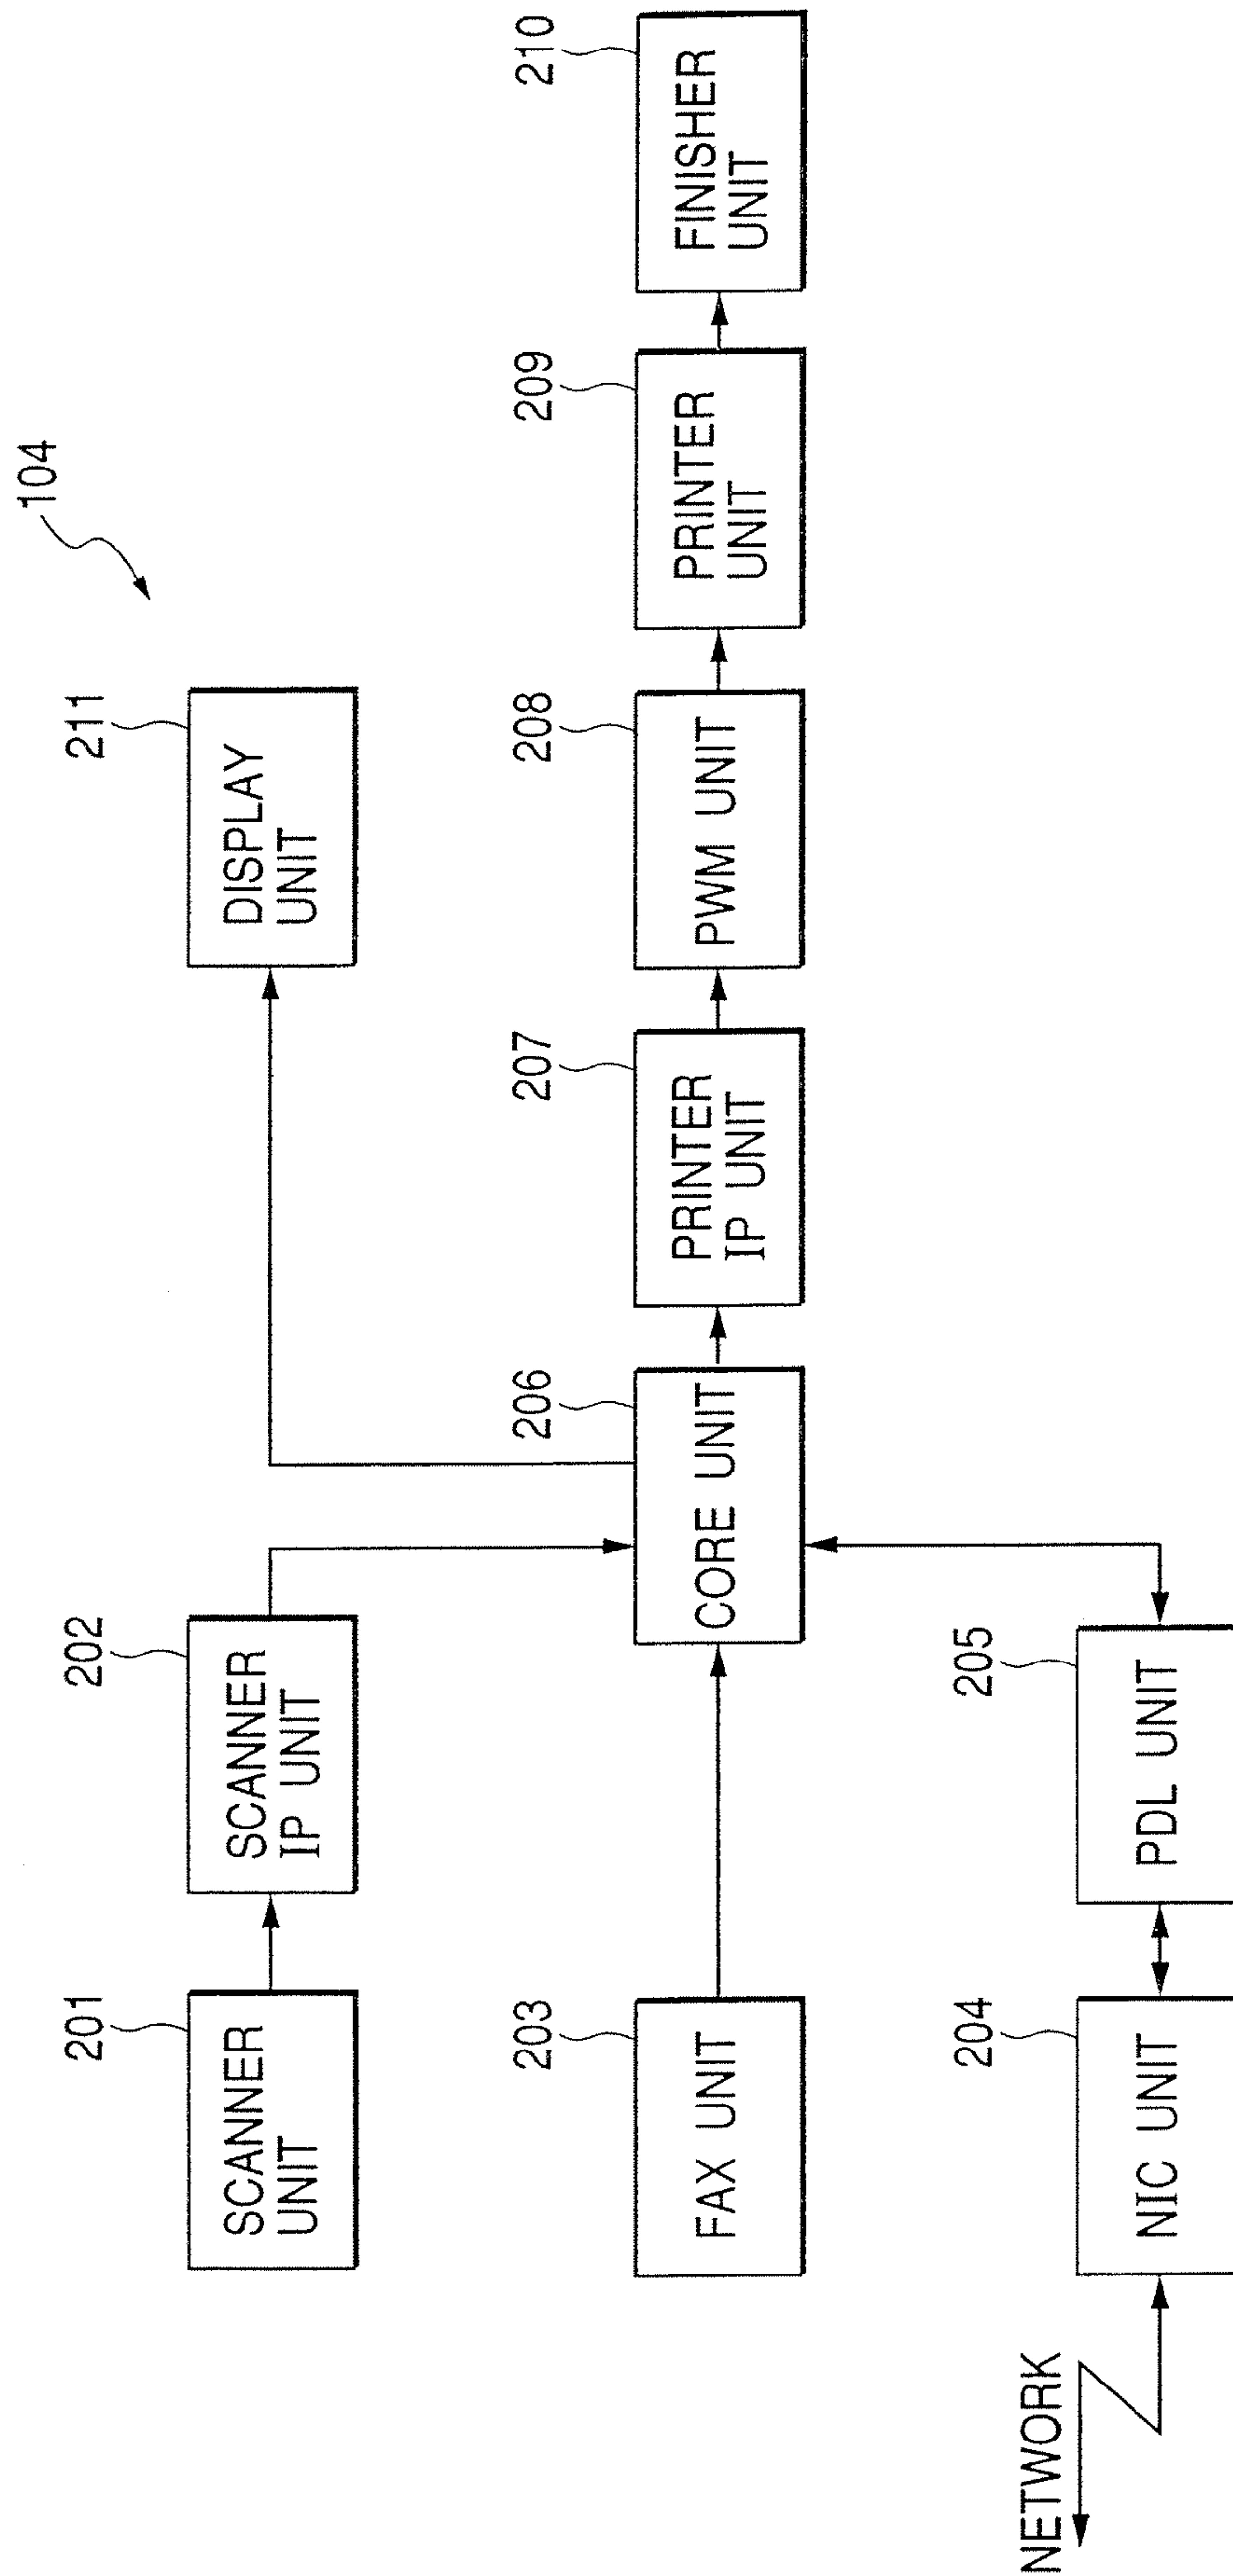 104
201
SCANNER
UNIT
202
SCANNER
IP UNIT
211
DISPLAY
UNIT
203
FAX UNIT
206
CORE UNIT
207
PRINTER
IP UNIT
208
PWM UNIT
209
PRINTER
UNIT
210
FINISHER
UNIT
NETWORK
204
NIC UNIT
205
PDL UNIT